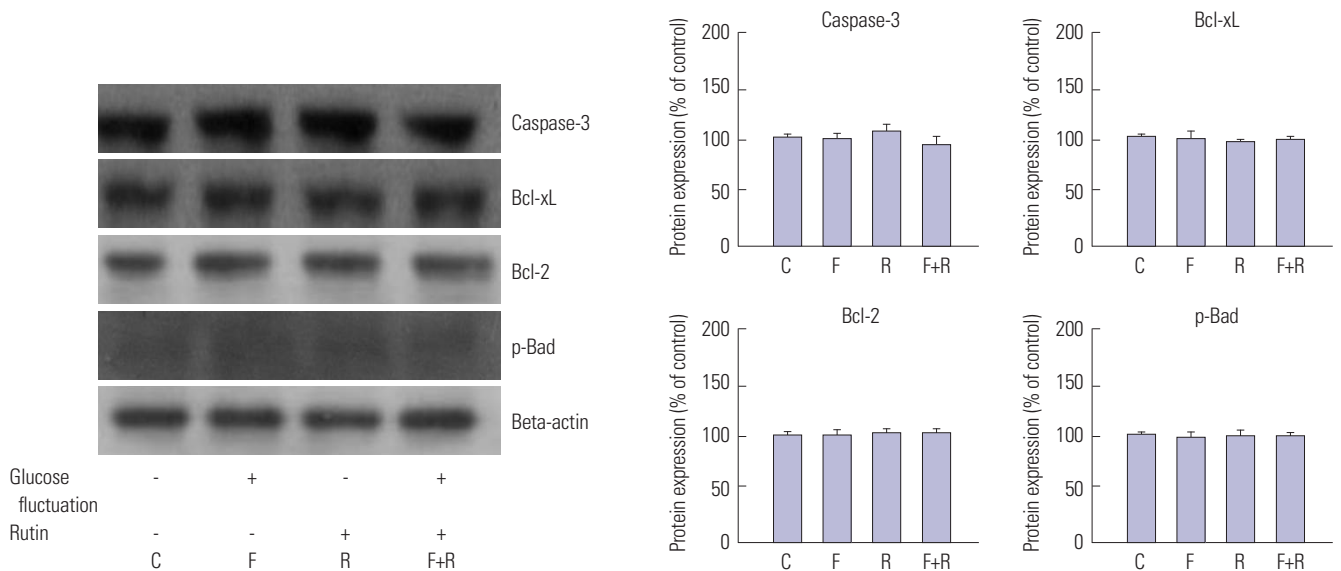 Caspase-3
Bcl-xL
Bcl-2
p-Bad
Beta-actin
Glucose fluctuation - + - +
Rutin - - + +
C F R F+R
Caspase-3
Protein expression (% of control)
200
150
100
50
0
C F R F+R
Bcl-xL
Protein expression (% of control)
200
150
100
50
0
C F R F+R
Bcl-2
Protein expression (% of control)
200
150
100
50
0
C F R F+R
p-Bad
Protein expression (% of control)
200
150
100
50
0
C F R F+R